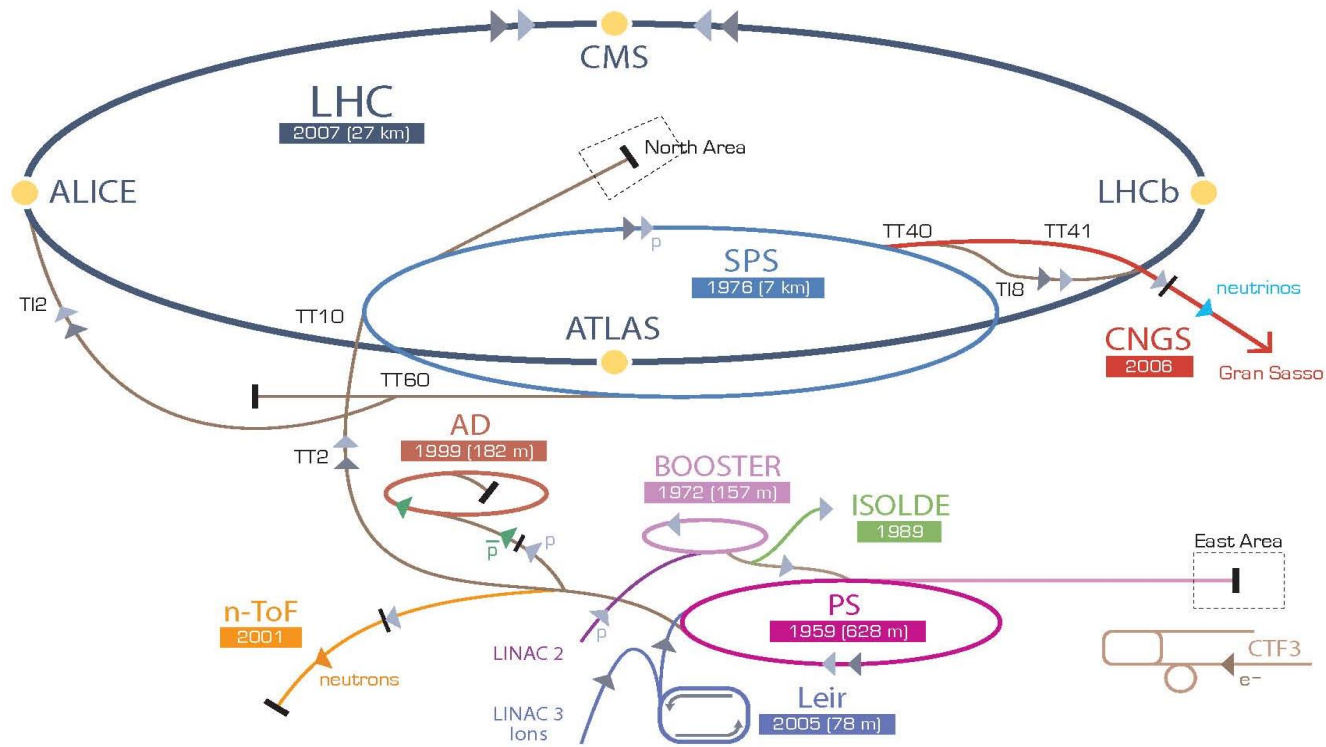 CMS
LHC
2007 (27 km)
North Area
ALICE
LHCb
TT40
TT41
SPS
1976 (7 km)
TI8
neutrinos
TI2
TT10
ATLAS
CNGS
2006
Gran Sasso
TT60
p
AD
1999 (182 m)
TT2
BOOSTER
1972 (157 m)
ISOLDE
1989
p̅
p
East Area
n-ToF
2001
PS
1959 (628 m)
p
LINAC 2
neutrons
CTF3
e–
LINAC 3
Ions
Leir
2005 (78 m)